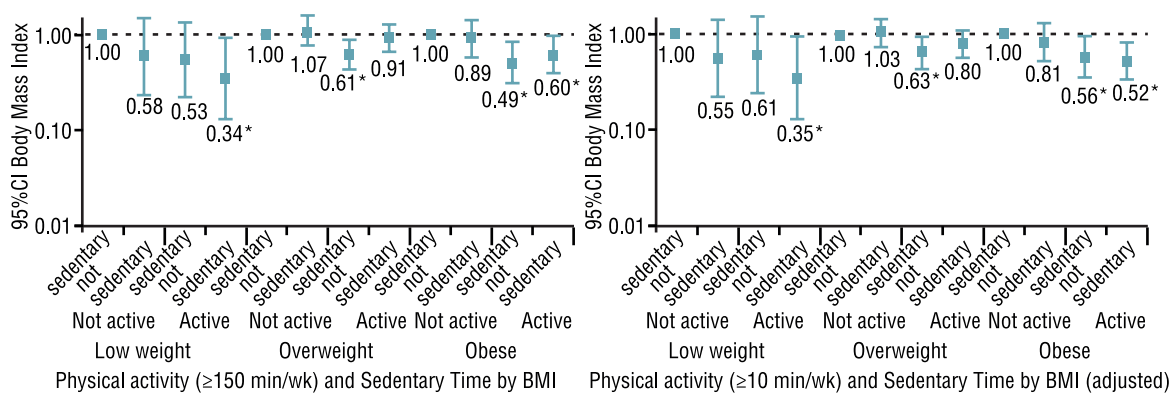 95%CI Body Mass Index
1.00
0.10
0.01
1.00
0.58
0.53
0.34*
1.00
1.07
0.61*
0.91
1.00
0.89
0.49*
0.60*
sedentary
not sedentary
sedentary
not sedentary
sedentary
not sedentary
sedentary
not sedentary
sedentary
not sedentary
sedentary
not sedentary
Not active
Active
Not active
Active
Not active
Active
Low weight
Overweight
Obese
Physical activity (≥150 min/wk) and Sedentary Time by BMI
95%CI Body Mass Index
1.00
0.10
0.01
1.00
0.55
0.61
0.35*
1.00
1.03
0.63*
0.80
1.00
0.81
0.56*
0.52*
sedentary
not sedentary
sedentary
not sedentary
sedentary
not sedentary
sedentary
not sedentary
sedentary
not sedentary
sedentary
not sedentary
Not active
Active
Not active
Active
Not active
Active
Low weight
Overweight
Obese
Physical activity (≥10 min/wk) and Sedentary Time by BMI (adjusted)